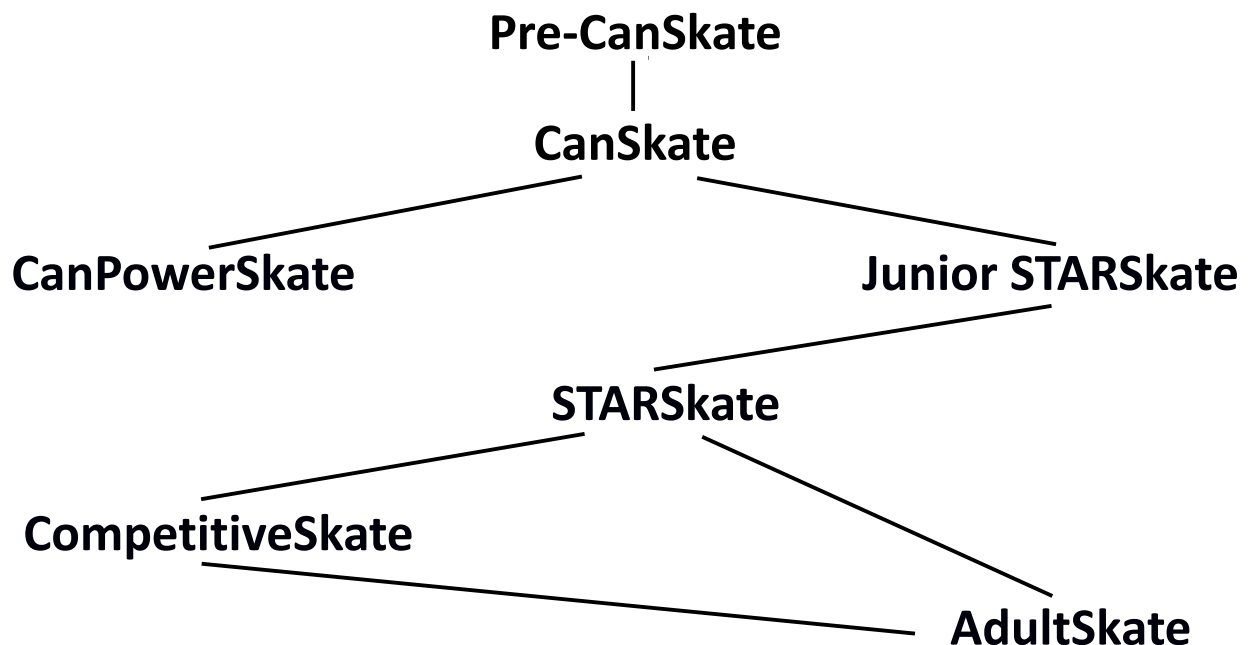 Pre-CanSkate
CanSkate
CanPowerSkate
Junior STARSkate
STARSkate
CompetitiveSkate
AdultSkate